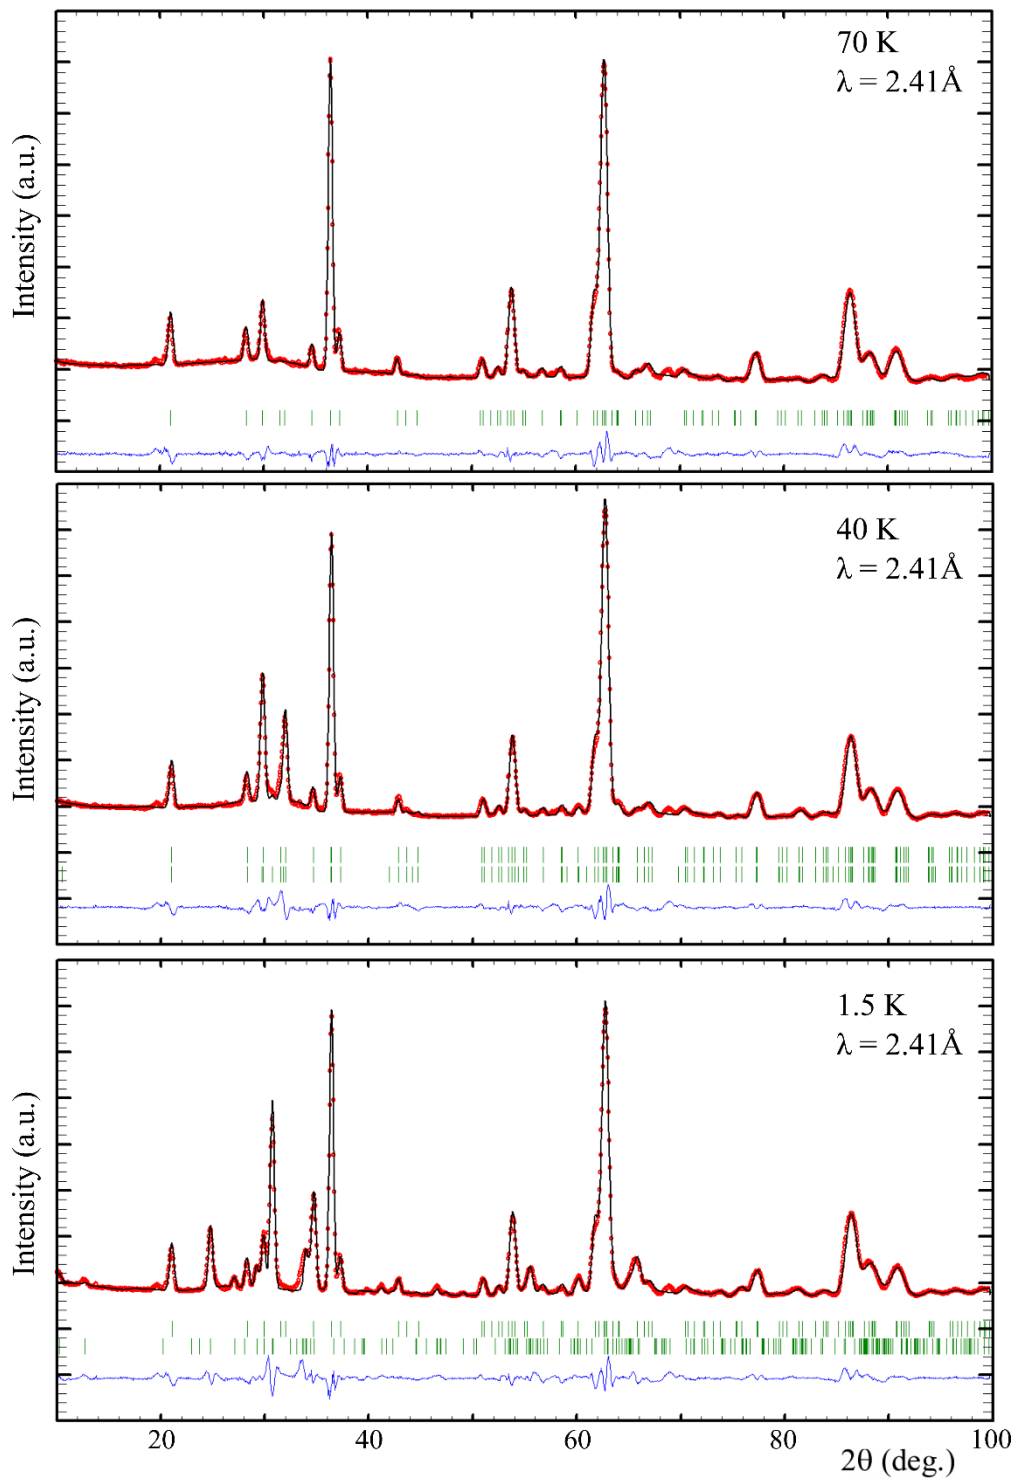 70 K
λ = 2.41Å
Intensity (a.u.)
40 K
λ = 2.41Å
Intensity (a.u.)
1.5 K
λ = 2.41Å
Intensity (a.u.)
20 40 60 80 100
2θ (deg.)